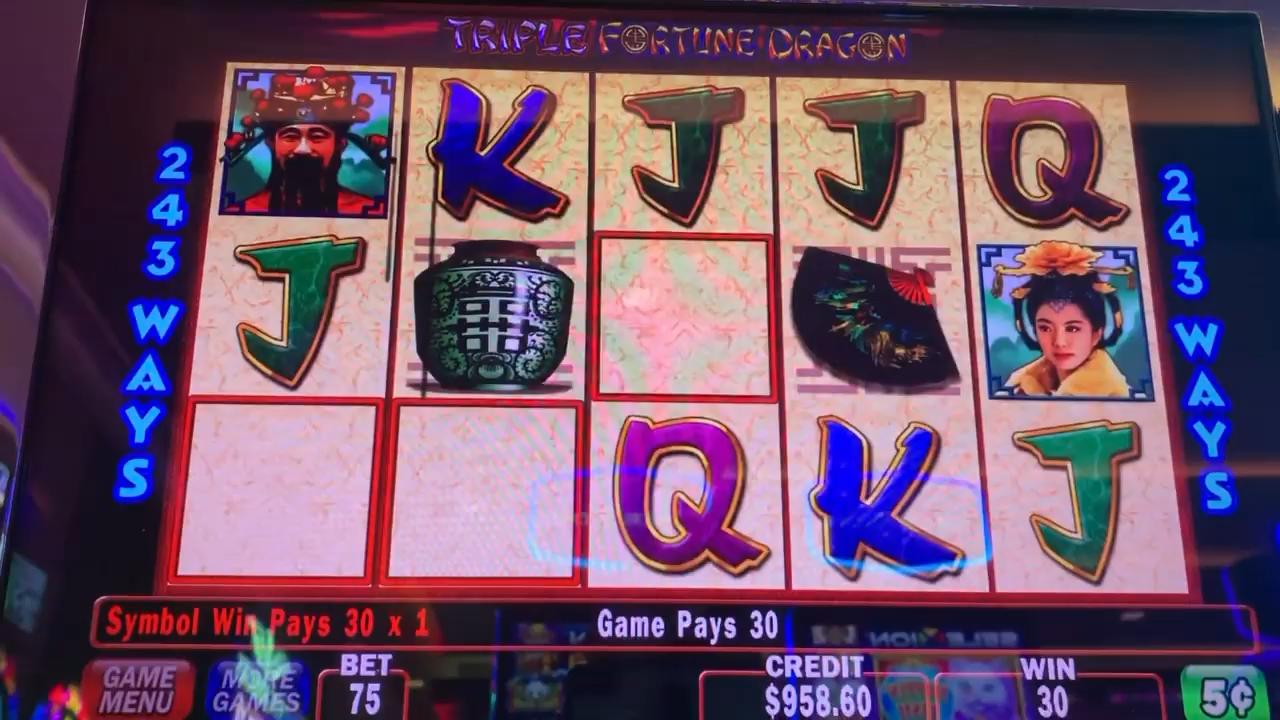 TRIPLE FORTUNE DRAGON
K J J Q
J
Q K J
243 WAYS
243 WAYS
Symbol Win Pays 30 x 1
Game Pays 30
GAME MENU
MORE GAMES
BET
75
CREDIT
$958.60
WIN
30
5¢